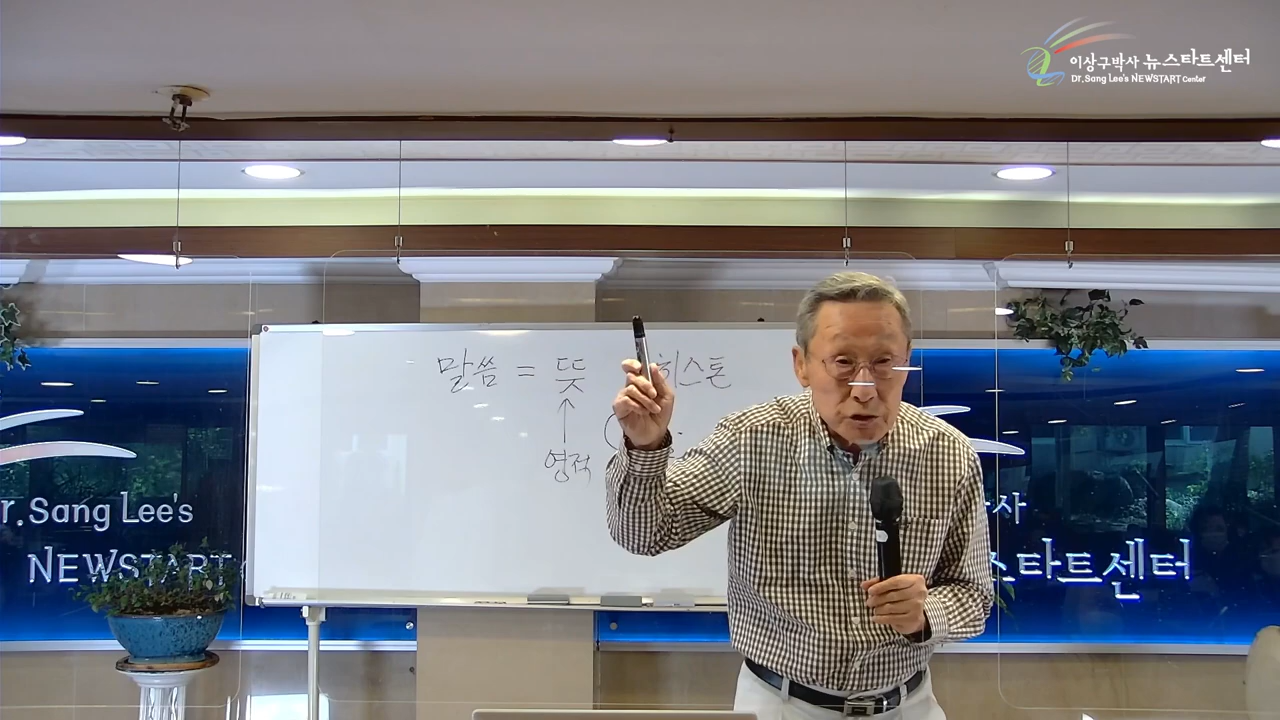 이상구박사 뉴스타트센터
Dr. Sang Lee's NEWSTART Center
말씀 = 뜻 히스톤
↑
영적
r.Sang Lee's
NEWSTART
사
스타트센터